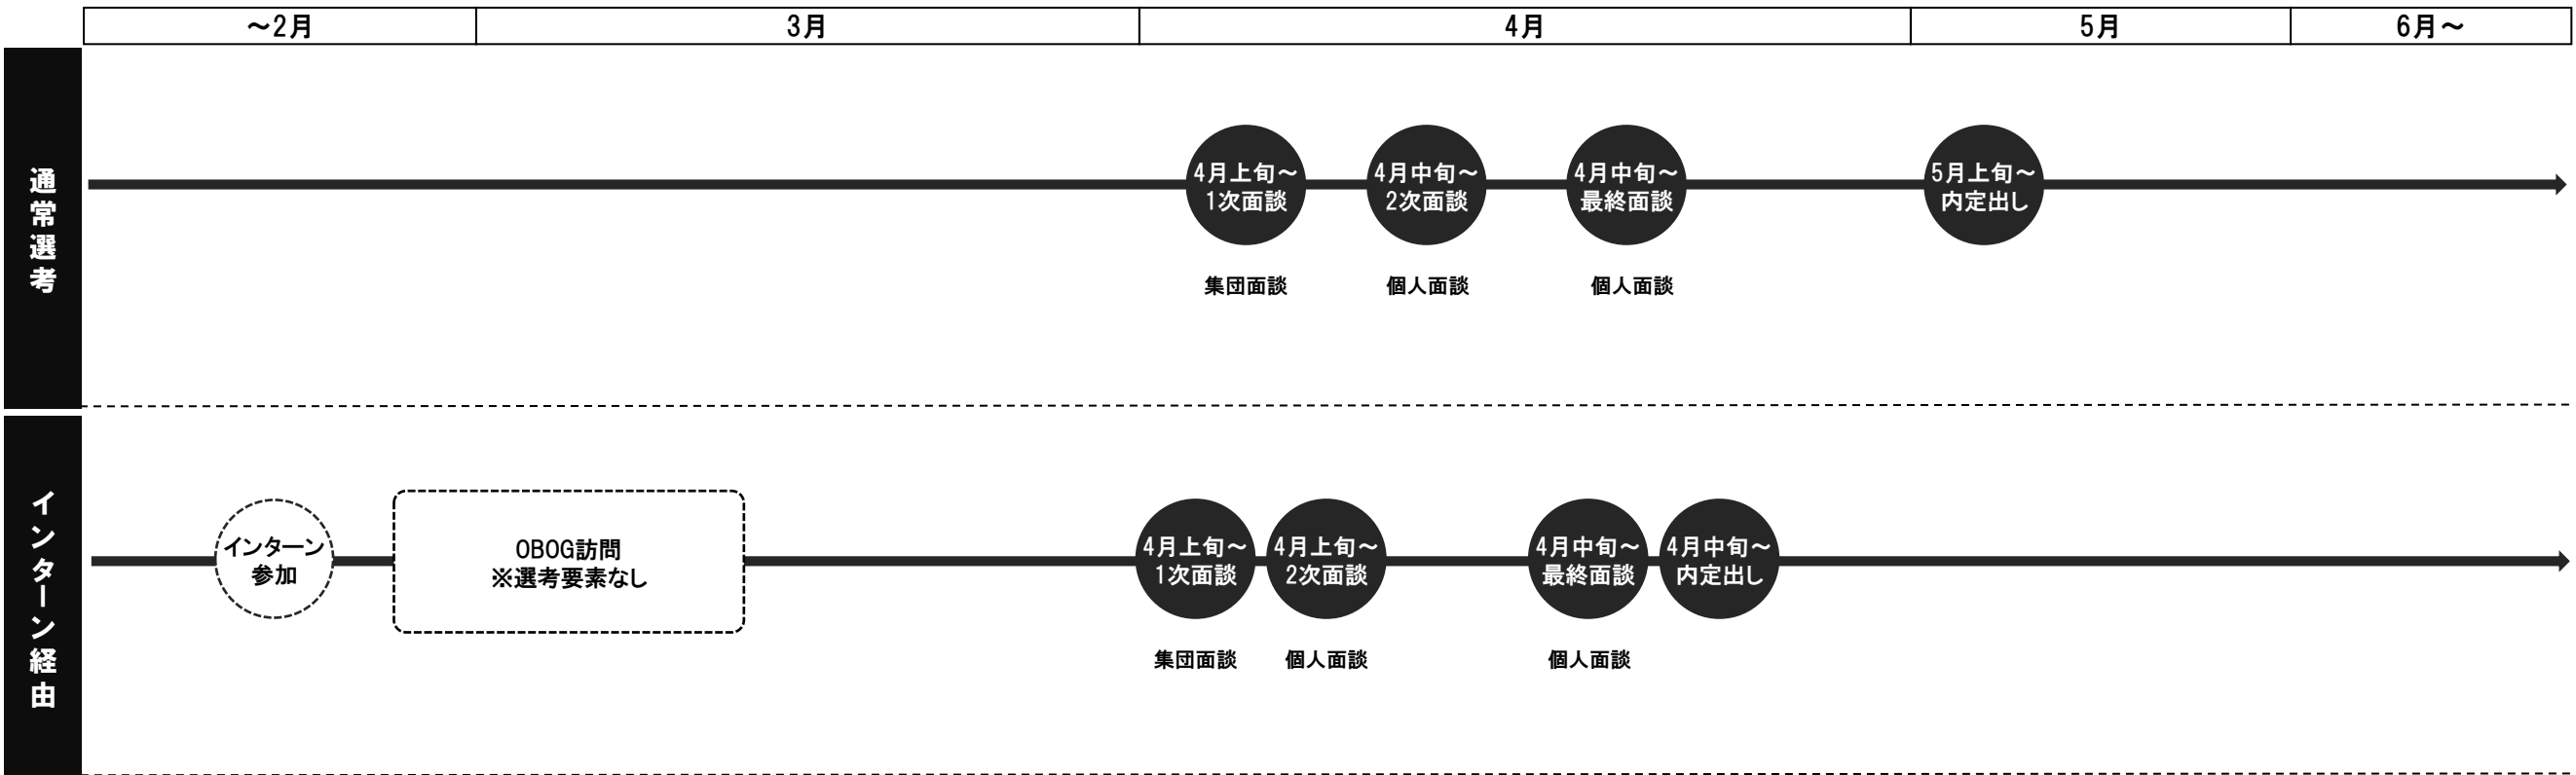 ～2月
3月
4月
5月
6月～
通常選考
4月上旬～
1次面談
4月中旬～
2次面談
4月中旬～
最終面談
5月上旬～
内定出し
集団面談
個人面談
個人面談
インターン経由
インターン
参加
OBOG訪問
※選考要素なし
4月上旬～
1次面談
4月上旬～
2次面談
4月中旬～
最終面談
4月中旬～
内定出し
集団面談
個人面談
個人面談